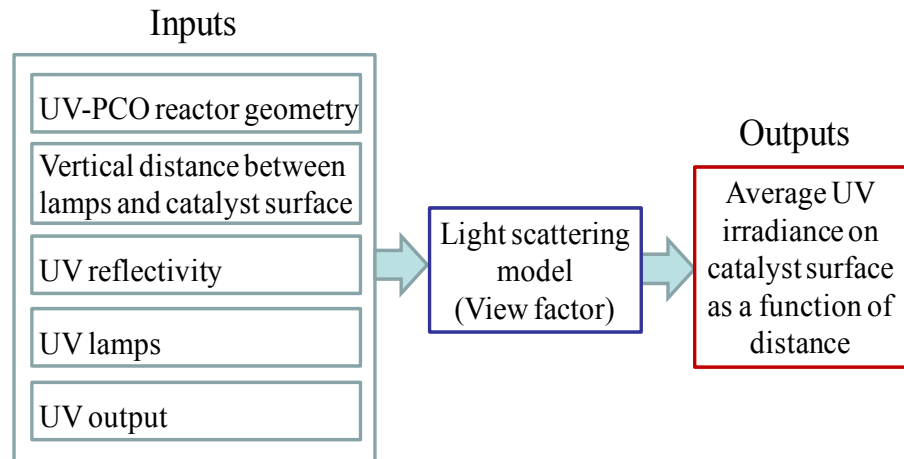 Inputs
UV-PCO reactor geometry
Vertical distance between
lamps and catalyst surface
UV reflectivity
UV lamps
UV output
Light scattering
model
(View factor)
Outputs
Average UV
irradiance on
catalyst surface
as a function of
distance